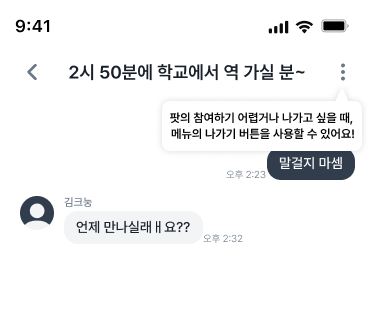 9:41
2시 50분에 학교에서 역 가실 분~
팟의 참여하기 어렵거나 나가고 싶을 때,
메뉴의 나가기 버튼을 사용할 수 있어요!
말걸지 마셈
오후 2:23
김크눙
언제 만나실래ㅐ요??
오후 2:32